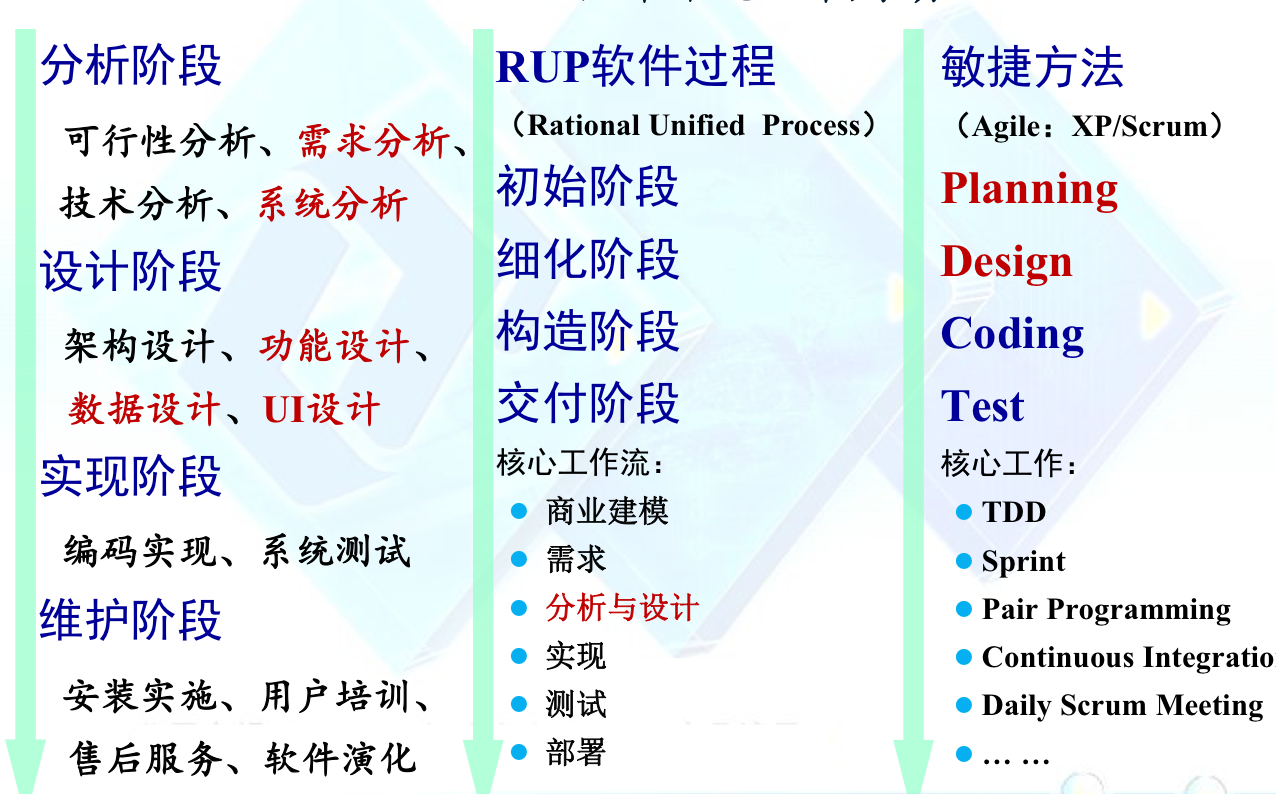 分析阶段
可行性分析、需求分析、
技术分析、系统分析
设计阶段
架构设计、功能设计、
数据设计、UI设计
实现阶段
编码实现、系统测试
维护阶段
安装实施、用户培训、
售后服务、软件演化
RUP软件过程
（Rational Unified Process）
初始阶段
细化阶段
构造阶段
交付阶段
核心工作流：
商业建模
需求
分析与设计
实现
测试
部署
敏捷方法
（Agile：XP/Scrum）
Planning
Design
Coding
Test
核心工作：
TDD
Sprint
Pair Programming
Continuous Integratio
Daily Scrum Meeting
… …